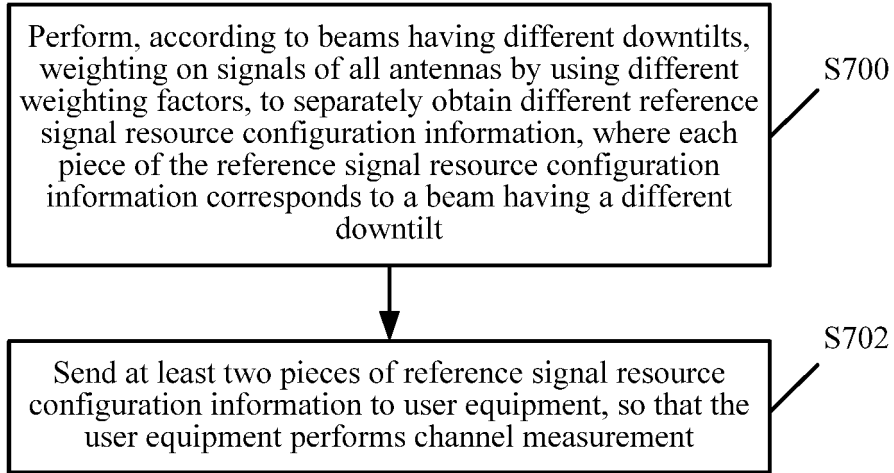 Perform, according to beams having different downtilts,
weighting on signals of all antennas by using different
weighting factors, to separately obtain different reference
signal resource configuration information, where each
piece of the reference signal resource configuration
information corresponds to a beam having a different
downtilt
S700
Send at least two pieces of reference signal resource
configuration information to user equipment, so that the
user equipment performs channel measurement
S702